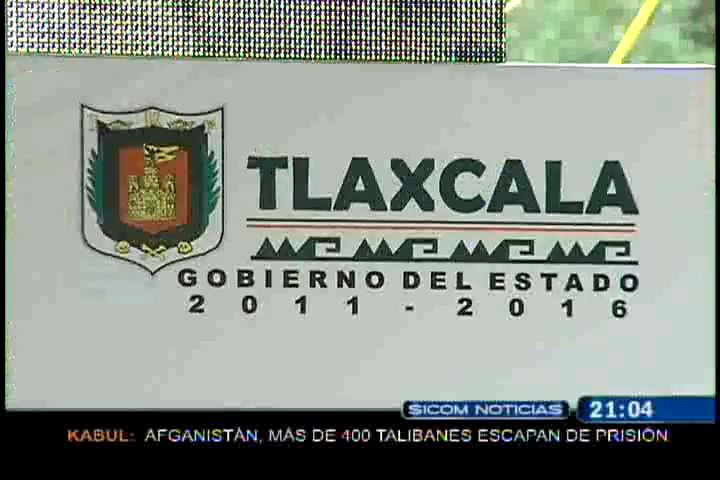 TLAXCALA
GOBIERNO DEL ESTADO
2011 - 2016
SICOM NOTICIAS 21:04
KABUL: AFGANISTÁN, MÁS DE 400 TALIBANES ESCAPAN DE PRISIÓN